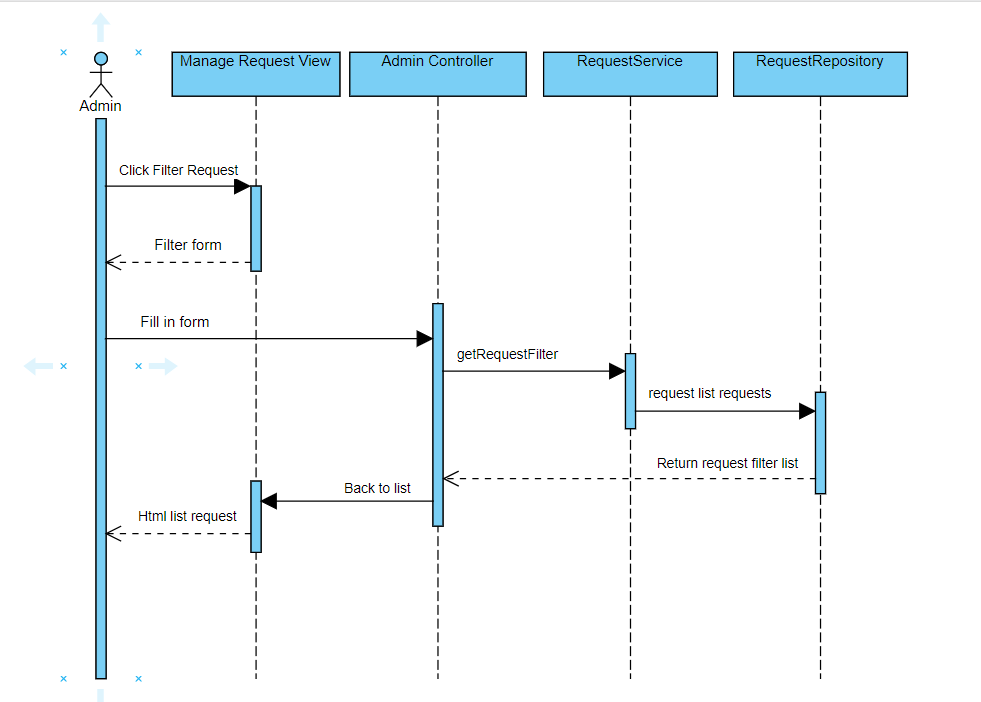 Manage Request View
Admin Controller
RequestService
RequestRepository
Admin
Click Filter Request
Filter form
Fill in form
getRequestFilter
request list requests
Return request filter list
Back to list
Html list request